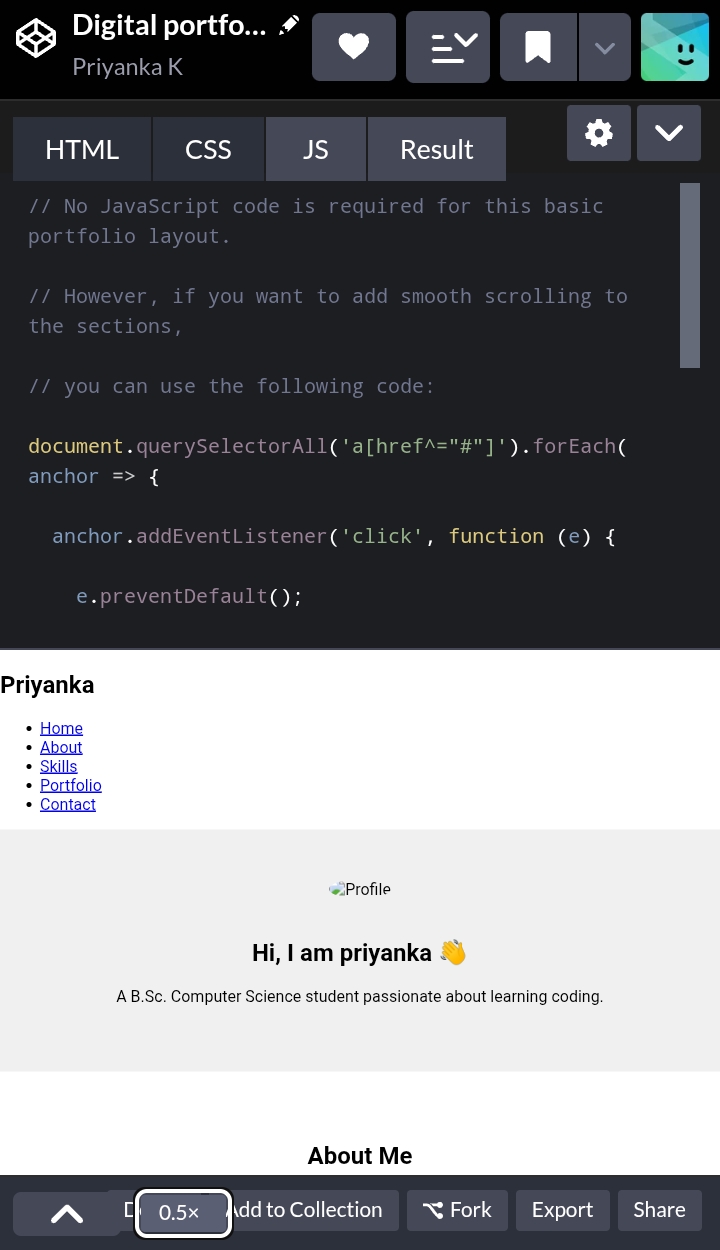 Digital portfo...
Priyanka K
HTML CSS JS Result
// No JavaScript code is required for this basic
portfolio layout.
// However, if you want to add smooth scrolling to
the sections,
// you can use the following code:
document.querySelectorAll('a[href^="#"]').forEach(
anchor => {
anchor.addEventListener('click', function (e) {
e.preventDefault();
Priyanka
• Home
• About
• Skills
• Portfolio
• Contact
Profile
Hi, I am priyanka 👋
A B.Sc. Computer Science student passionate about learning coding.
About Me
0.5× Add to Collection Fork Export Share